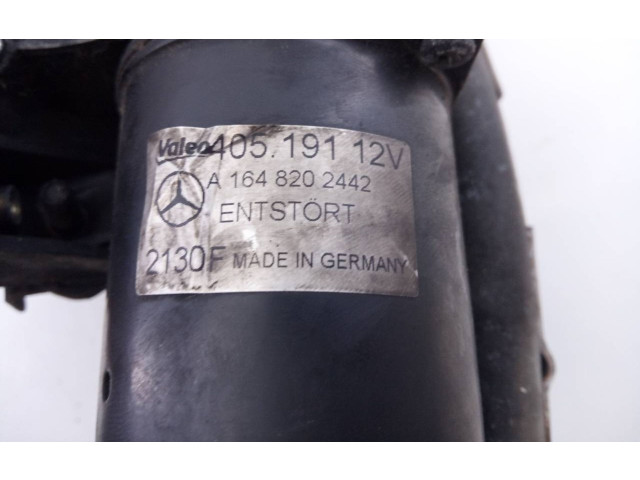 Valeo 405.191 12V
A 164 820 2442
ENTSTÖRT
2130F MADE IN GERMANY